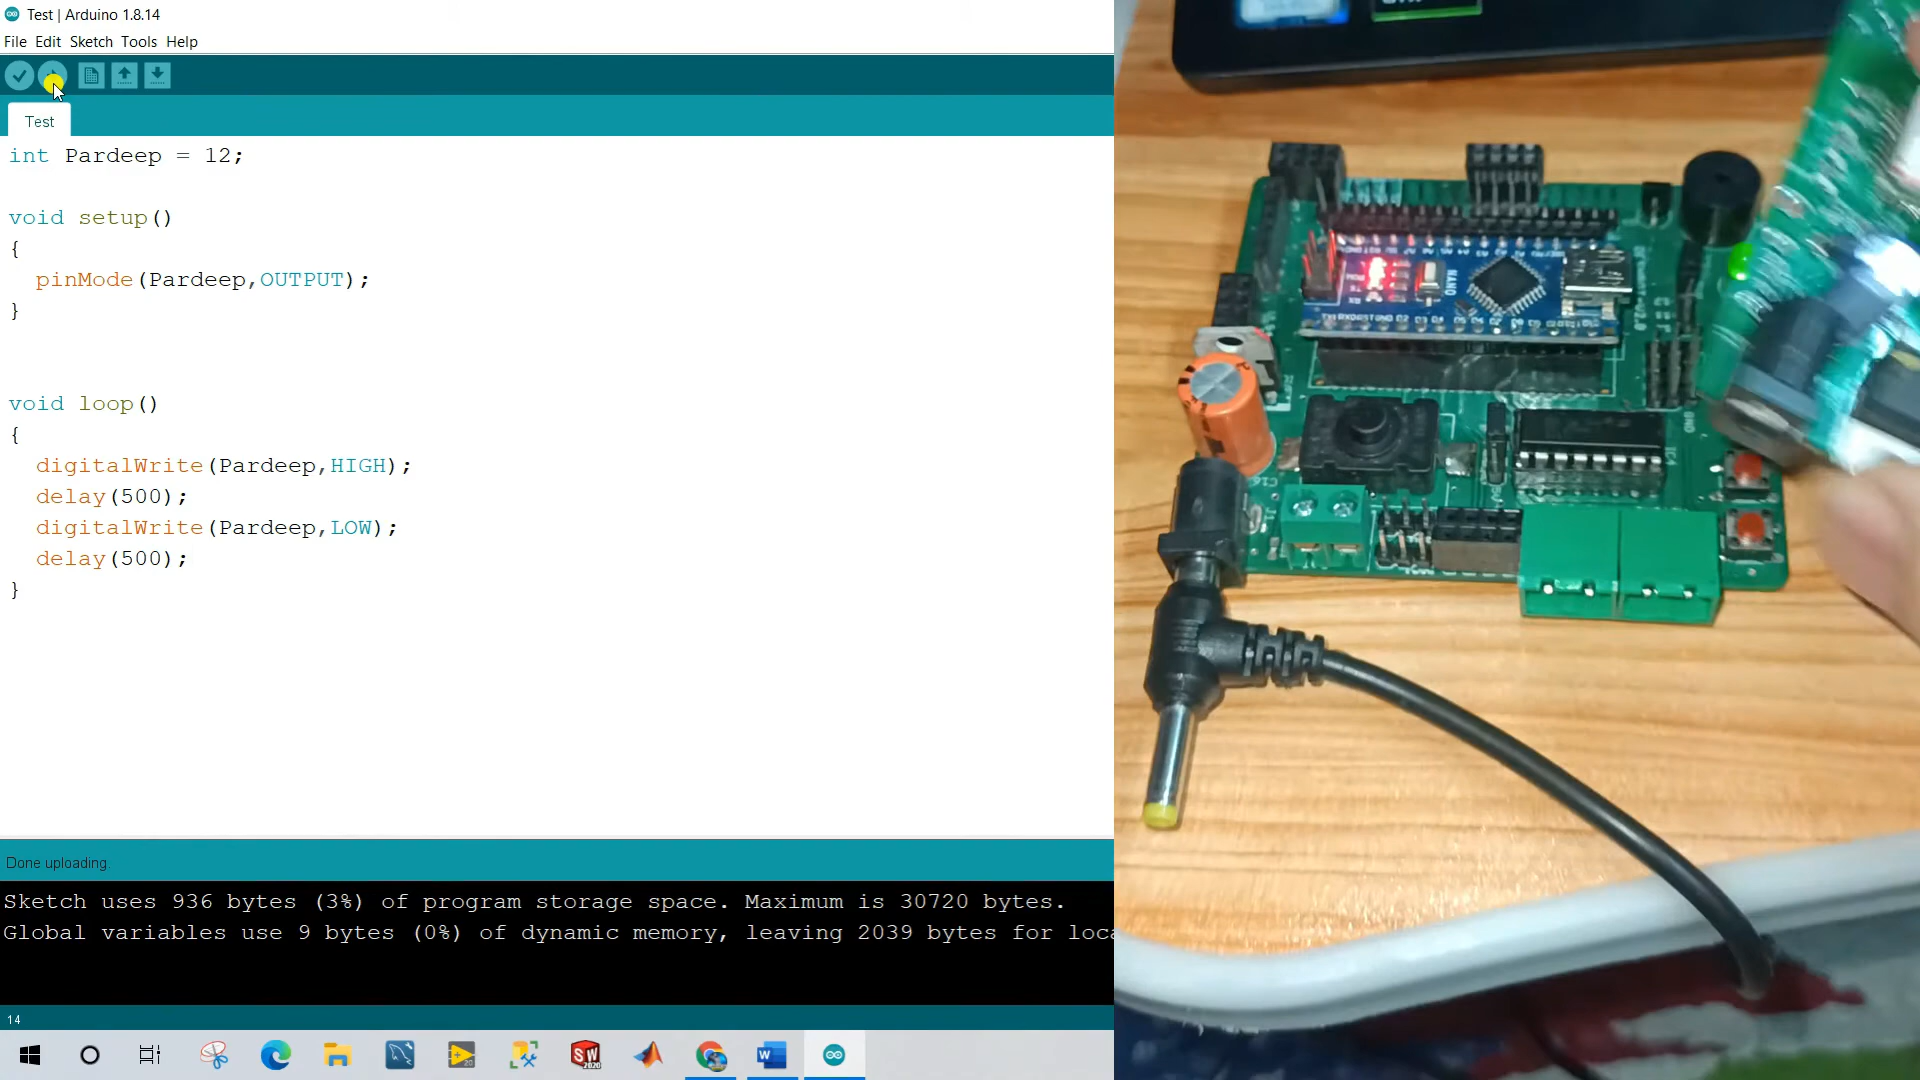 Test | Arduino 1.8.14
File Edit Sketch Tools Help
Test
int Pardeep = 12;
void setup()
{
pinMode(Pardeep,OUTPUT);
}
void loop()
{
digitalWrite(Pardeep,HIGH);
delay(500);
digitalWrite(Pardeep,LOW);
delay(500);
}
Done uploading.
Sketch uses 936 bytes (3%) of program storage space. Maximum is 30720 bytes.
Global variables use 9 bytes (0%) of dynamic memory, leaving 2039 bytes for loca
14
NANO